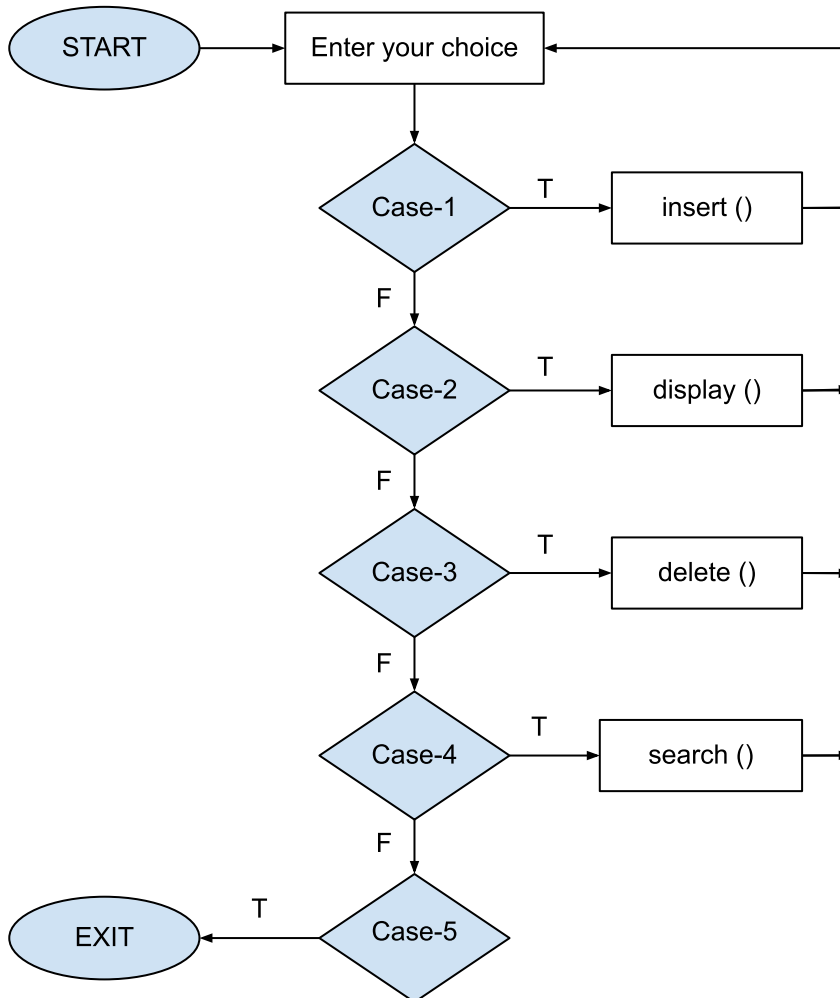 START
Enter your choice
Case-1
T
insert ()
F
Case-2
T
display ()
F
Case-3
T
delete ()
F
Case-4
T
search ()
F
Case-5
T
EXIT